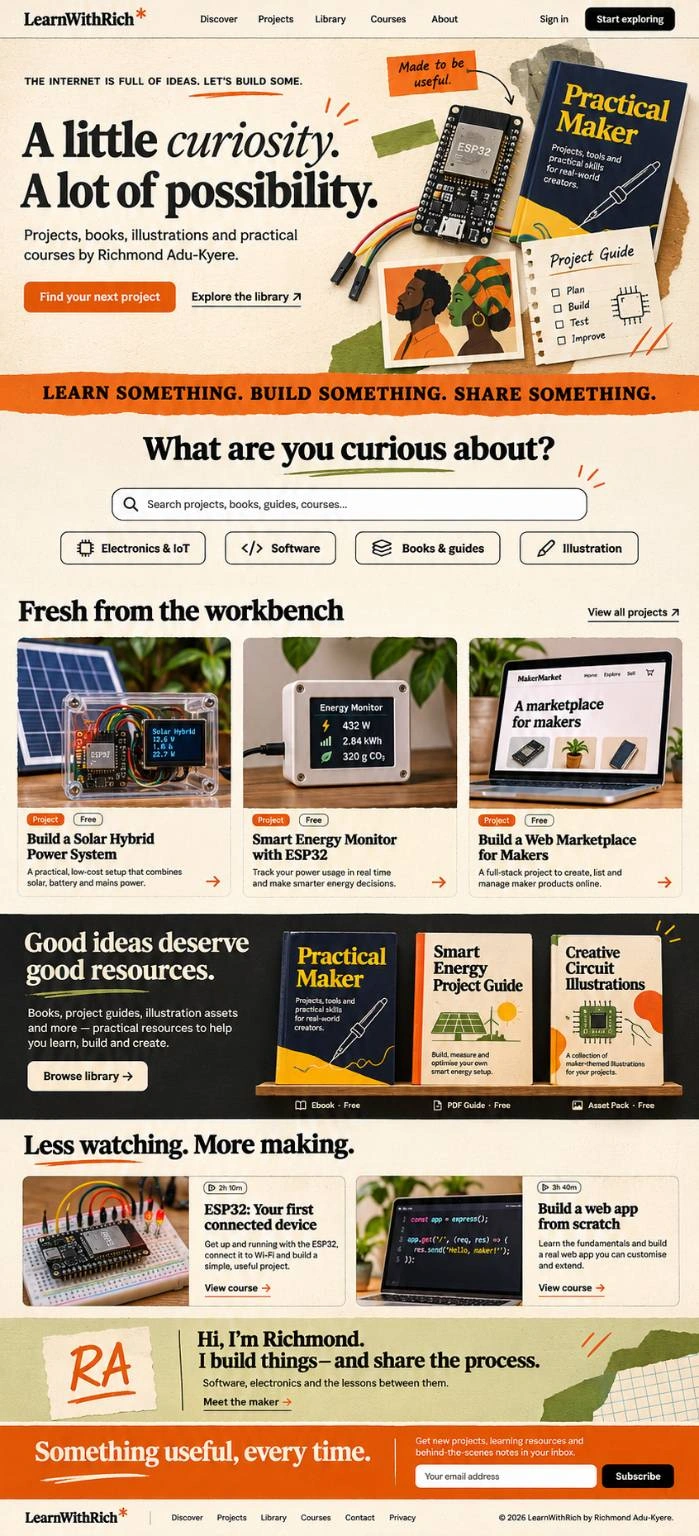 LearnWithRich*
Discover
Projects
Library
Courses
About
Sign in
Start exploring
THE INTERNET IS FULL OF IDEAS. LET'S BUILD SOME.
A little curiosity.
A lot of possibility.
Projects, books, illustrations and practical
courses by Richmond Adu-Kyere.
Find your next project
Explore the library ↗
Made to be
useful.
ESP32
Practical
Maker
Projects, tools and
practical skills
for real-world
creators.
Project Guide
Plan
Build
Test
Improve
LEARN SOMETHING. BUILD SOMETHING. SHARE SOMETHING.
What are you curious about?
Search projects, books, guides, courses...
Electronics & IoT
</> Software
Books & guides
Illustration
Fresh from the workbench
View all projects ↗
ESP32
Solar Hybrid
12.6 V
1.8 A
22.7 W
Project
Free
Build a Solar Hybrid
Power System
A practical, low-cost setup that combines
solar, battery and mains power.
→
Energy Monitor
432 W
2.84 kWh
320 g CO₂
Project
Free
Smart Energy Monitor
with ESP32
Track your power usage in real time
and make smarter energy decisions.
→
MakerMarket
Home
Explore
Sell
A marketplace
for makers
Project
Free
Build a Web Marketplace
for Makers
A full-stack project to create, list and
manage maker products online.
→
Good ideas deserve
good resources.
Books, project guides, illustration assets
and more — practical resources to help
you learn, build and create.
Browse library →
Practical
Maker
Projects, tools and
practical skills
for real-world
creators.
Ebook · Free
Smart
Energy
Project Guide
Build, measure and
optimise your own
smart energy setup.
PDF Guide · Free
Creative
Circuit
Illustrations
A collection of
maker-themed illustrations
for your projects.
Asset Pack · Free
Less watching. More making.
2h 10m
ESP32: Your first
connected device
Get up and running with the ESP32,
connect it to Wi-Fi and build a
simple, useful project.
View course →
1 const app = express();
3 app.get('/', (req, res) => {
4 res.send('Hello, maker!');
5 });
3h 40m
Build a web app
from scratch
Learn the fundamentals and build
a real web app you can customise
and extend.
View course →
RA
Hi, I'm Richmond.
I build things—and share the process.
Software, electronics and the lessons between them.
Meet the maker →
Something useful, every time.
Get new projects, learning resources and
behind-the-scenes notes in your inbox.
Your email address
Subscribe
LearnWithRich*
Discover
Projects
Library
Courses
Contact
Privacy
© 2026 LearnWithRich by Richmond Adu-Kyere.